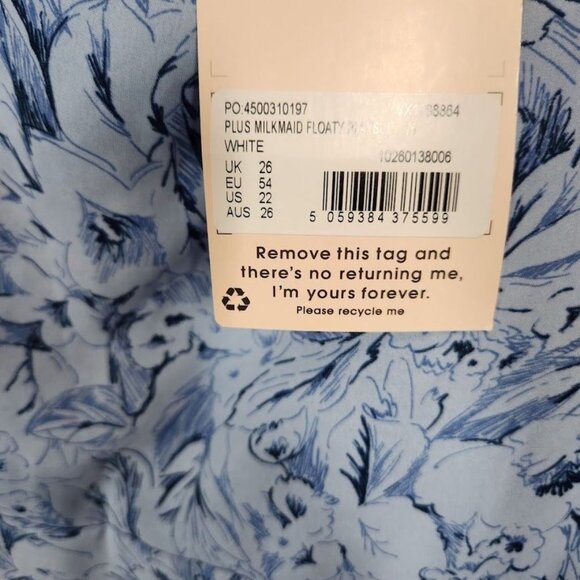 PO:4500310197
PLUS MILKMAID FLOATY
WHITE
10260138006
UK 26
EU 54
US 22
AUS 26
5 059384 375599
Remove this tag and
there's no returning me,
I'm yours forever.
Please recycle me